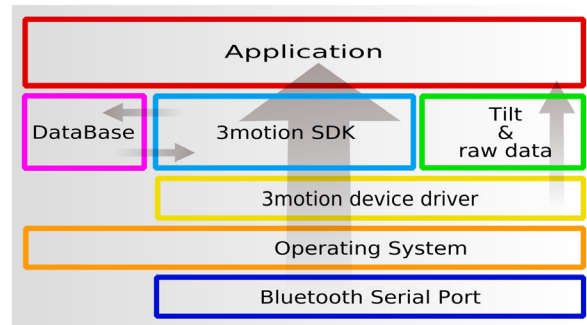 Application
DataBase
3motion SDK
Tilt
&
raw data
3motion device driver
Operating System
Bluetooth Serial Port